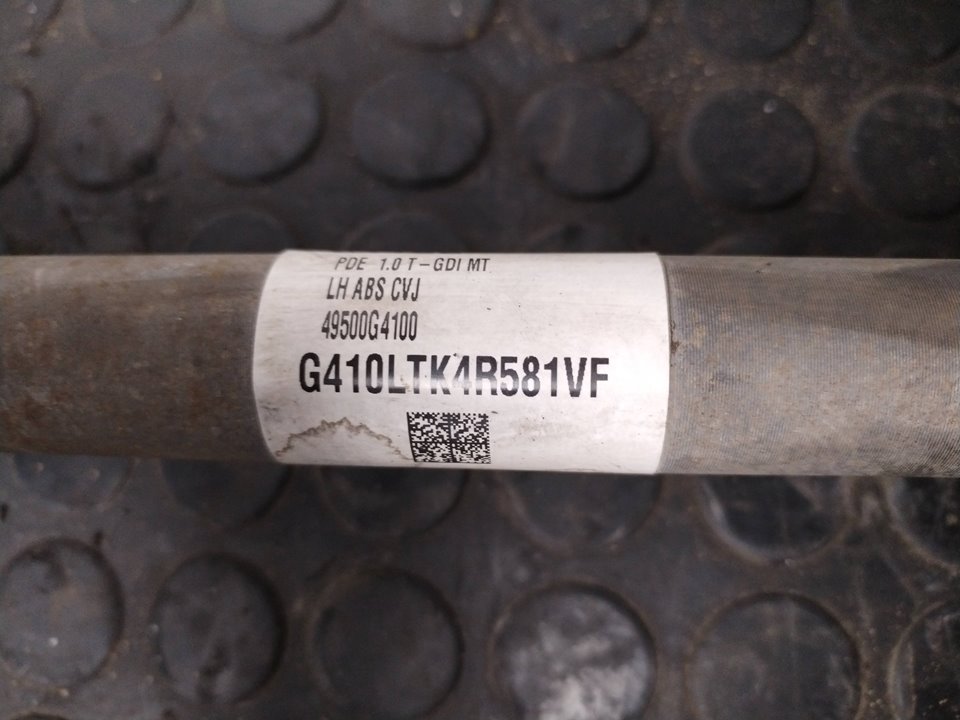 PDE 1.0 T-GDI MT
LH ABS CVJ
49500G4100
G410LTK4R581VF